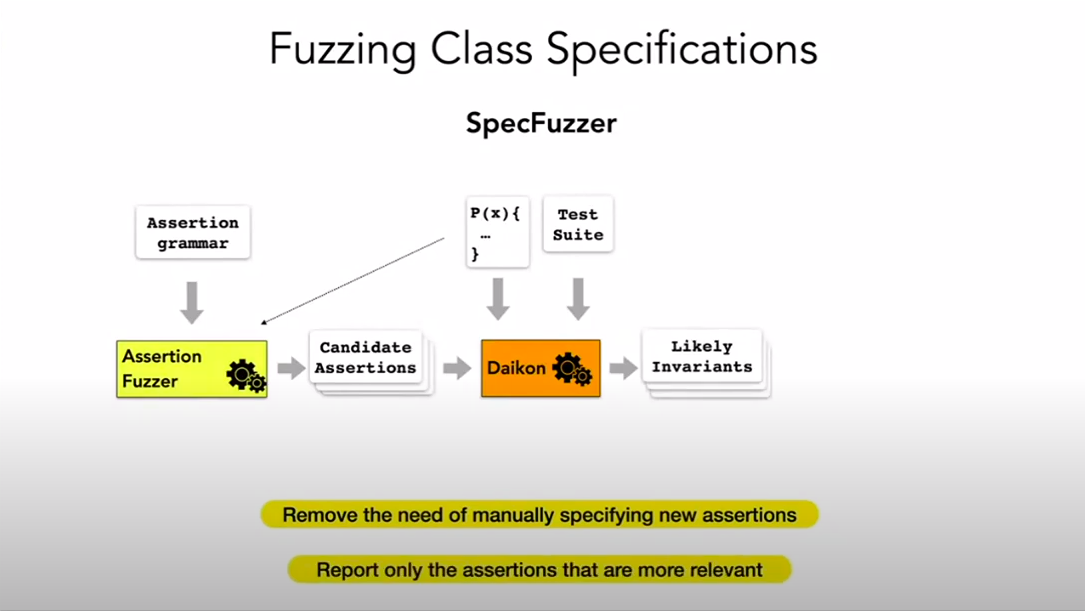 Fuzzing Class Specifications
SpecFuzzer
Assertion
grammar
P(x){
…
}
Test
Suite
Assertion
Fuzzer
Candidate
Assertions
Daikon
Likely
Invariants
Remove the need of manually specifying new assertions
Report only the assertions that are more relevant